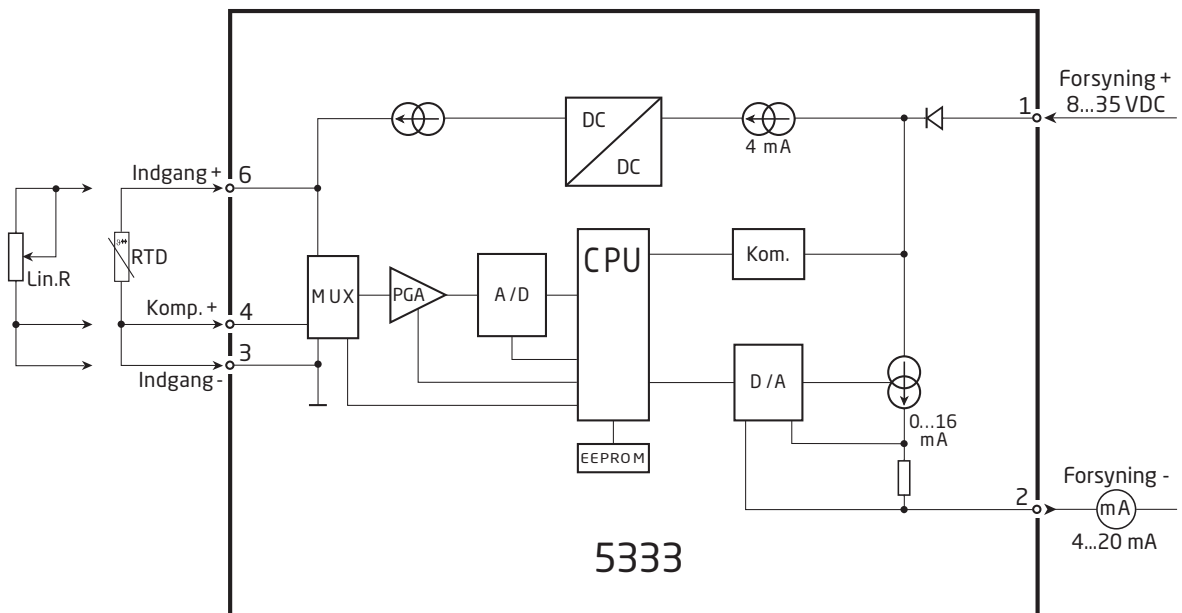 Forsyning +
8...35 VDC
1
DC
DC
4 mA
Indgang +
6
RTD
Lin.R
CPU
Kom.
MUX
PGA
A/D
Komp. +
4
3
Indgang -
D/A
0...16
mA
EEPROM
Forsyning -
2
mA
4...20 mA
5333